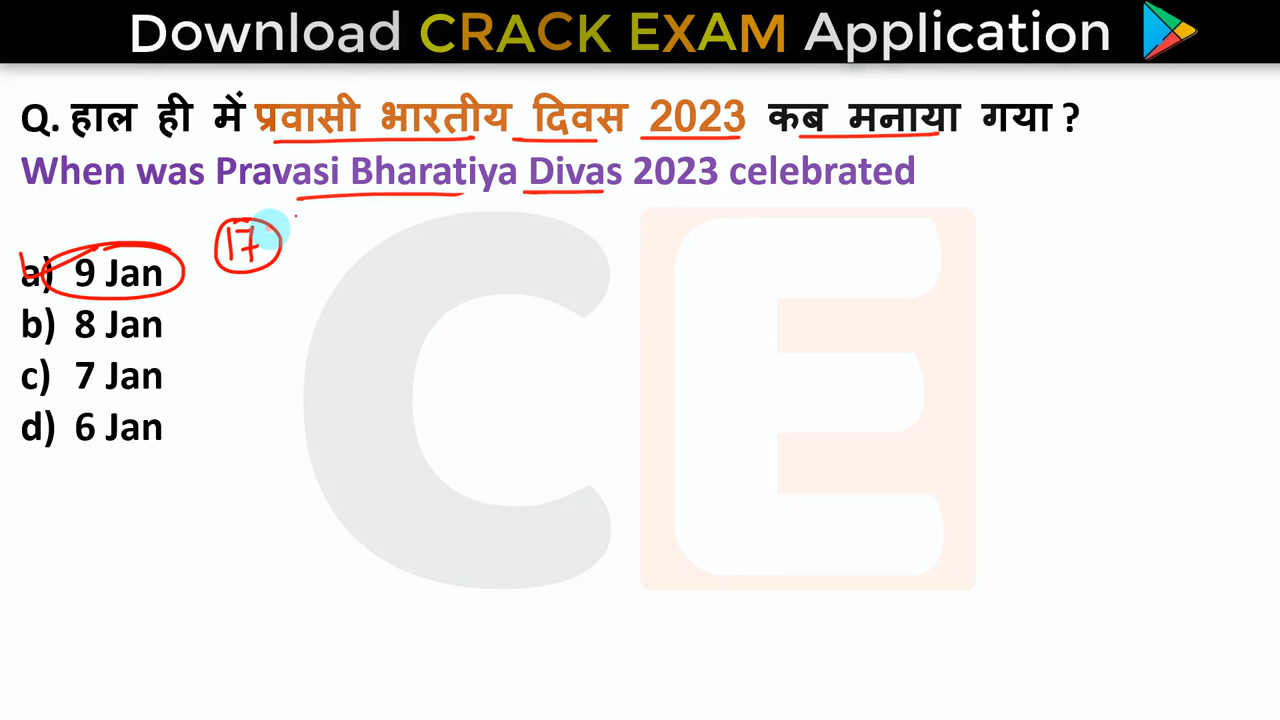 Download CRACK EXAM Application
Q. हाल ही में प्रवासी भारतीय दिवस 2023 कब मनाया गया ?
When was Pravasi Bharatiya Divas 2023 celebrated
17
a) 9 Jan
b) 8 Jan
c) 7 Jan
d) 6 Jan
CE